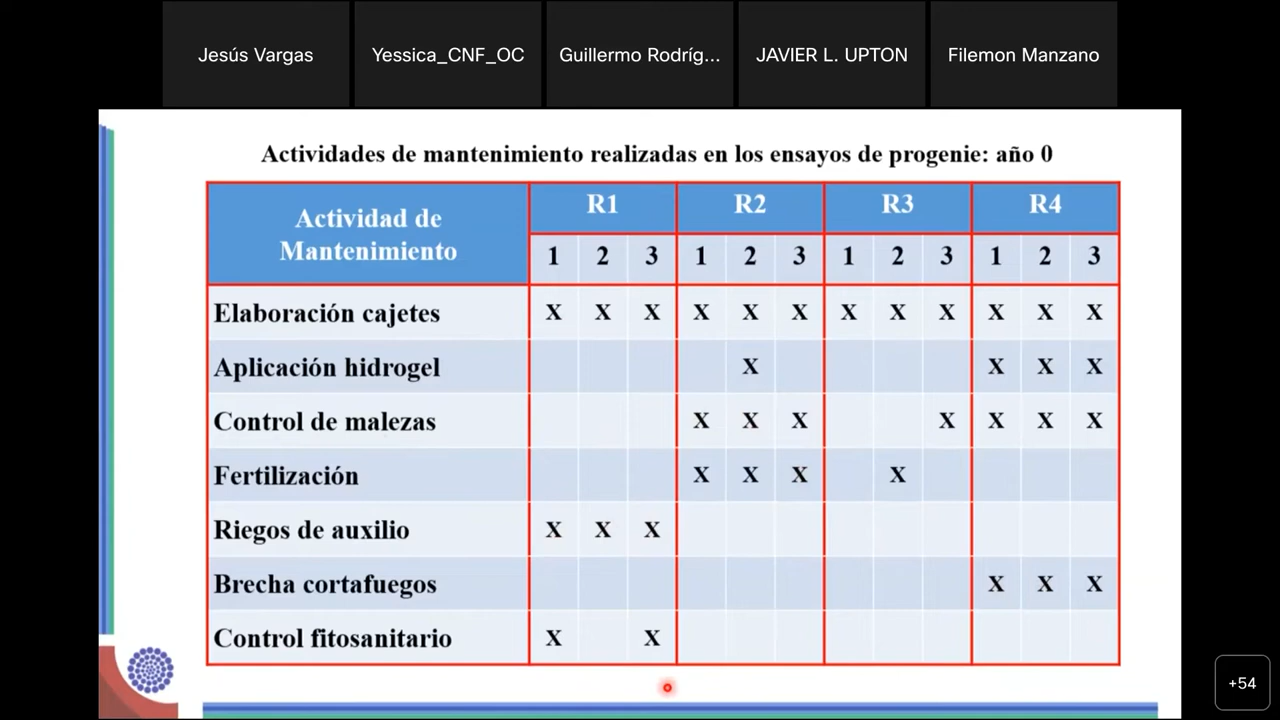 Jesús Vargas
Yessica_CNF_OC
Guillermo Rodríg...
JAVIER L. UPTON
Filemon Manzano
Actividades de mantenimiento realizadas en los ensayos de progenie: año 0
Actividad de Mantenimiento R1 R2 R3 R4
1 2 3 1 2 3 1 2 3 1 2 3
Elaboración cajetes X X X X X X X X X X X X
Aplicación hidrogel X X X X
Control de malezas X X X X X X X
Fertilización X X X X
Riegos de auxilio X X X
Brecha cortafuegos X X X
Control fitosanitario X X
+54